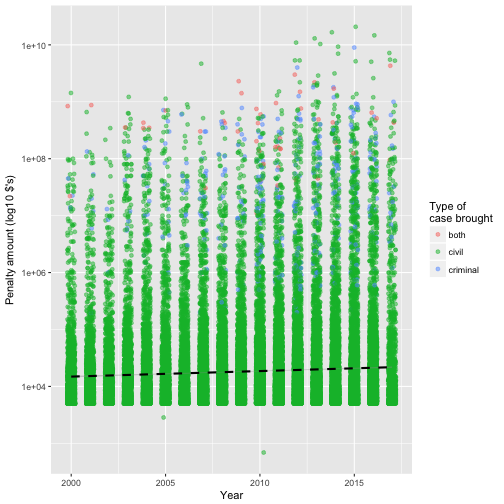 1e+10
1e+08
1e+06
1e+04
Penalty amount (log10 $'s)
2000
2005
2010
2015
Year
Type of
case brought
both
civil
criminal